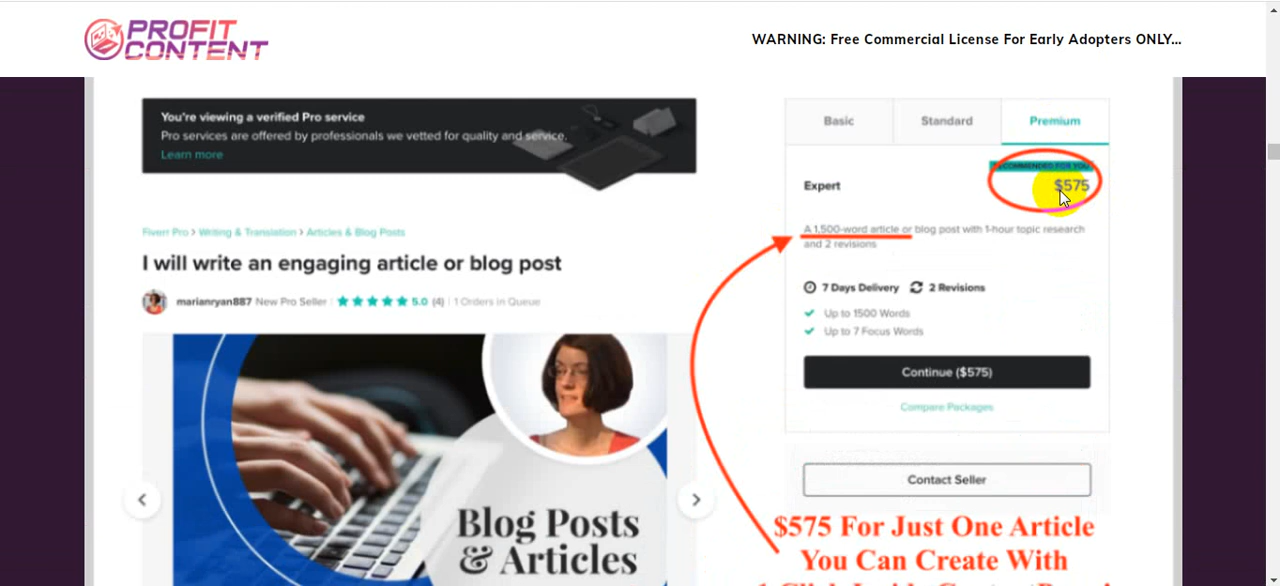 PROFIT
CONTENT
WARNING: Free Commercial License For Early Adopters ONLY...
You're viewing a verified Pro service
Pro services are offered by professionals we vetted for quality and service.
Learn more
Basic
Standard
Premium
RECOMMENDED FOR YOU
Expert
$575
A 1,500-word article or blog post with 1-hour topic research
and 2 revisions
Fiverr Pro > Writing & Translation > Articles & Blog Posts
I will write an engaging article or blog post
marianryan887 New Pro Seller | ★★★★★ 5.0 (4) | 1 Orders in Queue
7 Days Delivery 2 Revisions
✓ Up to 1500 Words
✓ Up to 7 Focus Words
Continue ($575)
Compare Packages
Contact Seller
Blog Posts
& Articles
$575 For Just One Article
You Can Create With